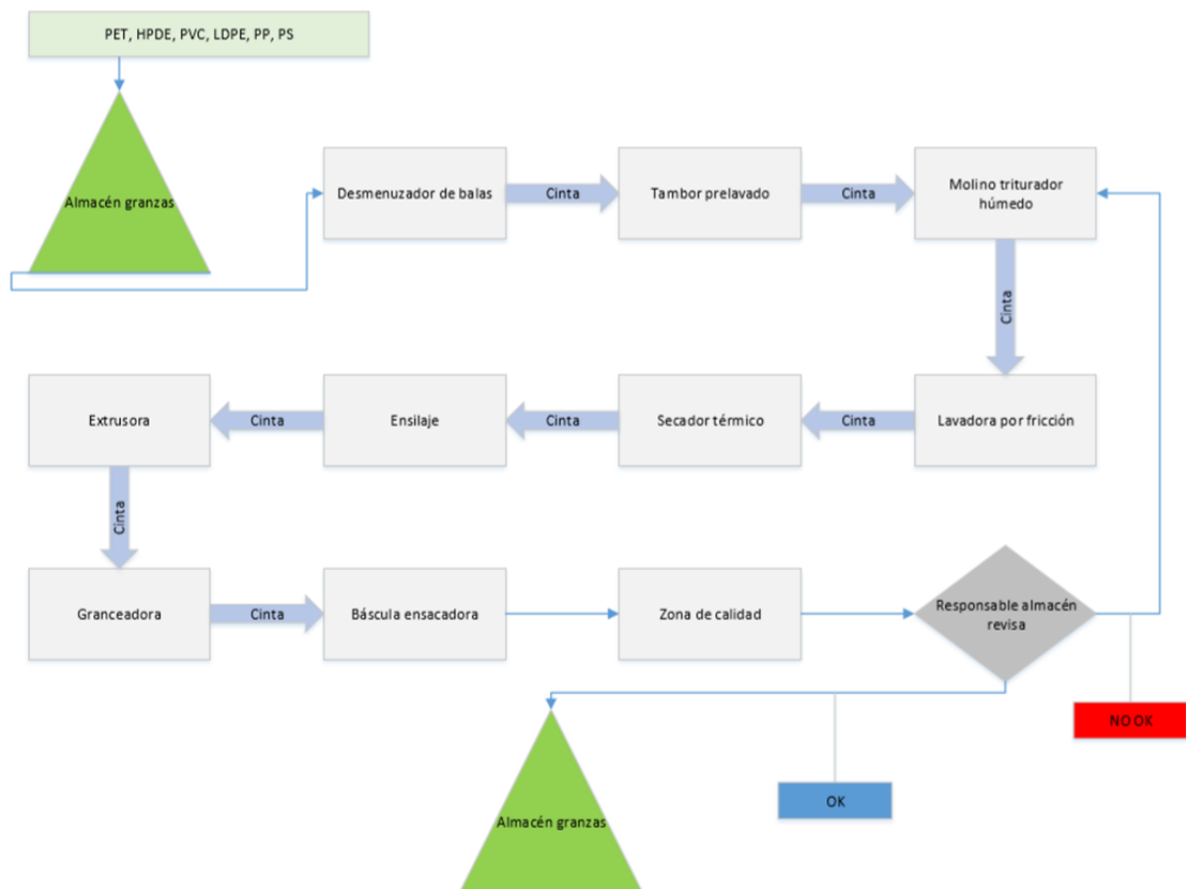 PET, HPDE, PVC, LDPE, PP, PS
Almacén granzas
Desmenuzador de balas
Cinta
Tambor prelavado
Cinta
Molino triturador
húmedo
Cinta
Lavadora por fricción
Cinta
Secador térmico
Cinta
Ensilaje
Cinta
Extrusora
Cinta
Granceadora
Cinta
Báscula ensacadora
Zona de calidad
Responsable almacén
revisa
NO OK
OK
Almacén granzas